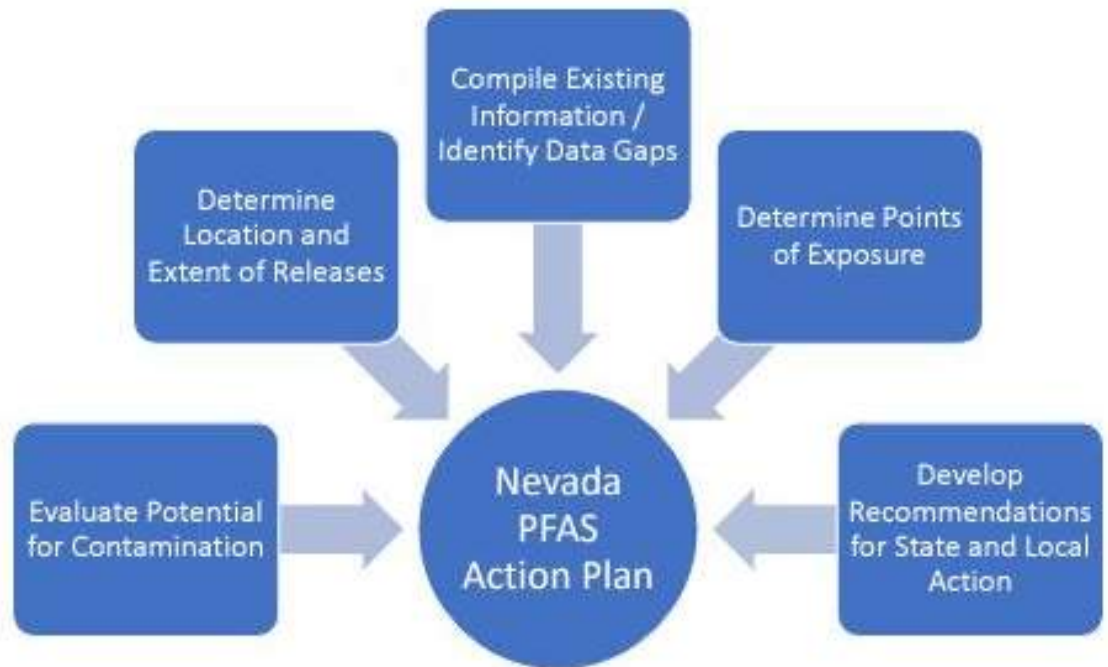 Compile Existing
Information /
Identify Data Gaps
Determine
Location and
Extent of Releases
Determine Points
of Exposure
Evaluate Potential
for Contamination
Nevada
PFAS
Action Plan
Develop
Recommendations
for State and Local
Action